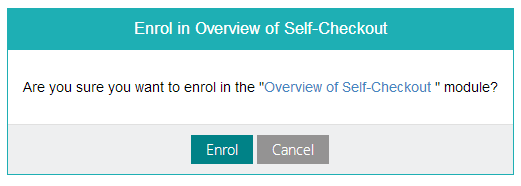 Enrol in Overview of Self-Checkout
Are you sure you want to enrol in the "Overview of Self-Checkout " module?
Enrol Cancel